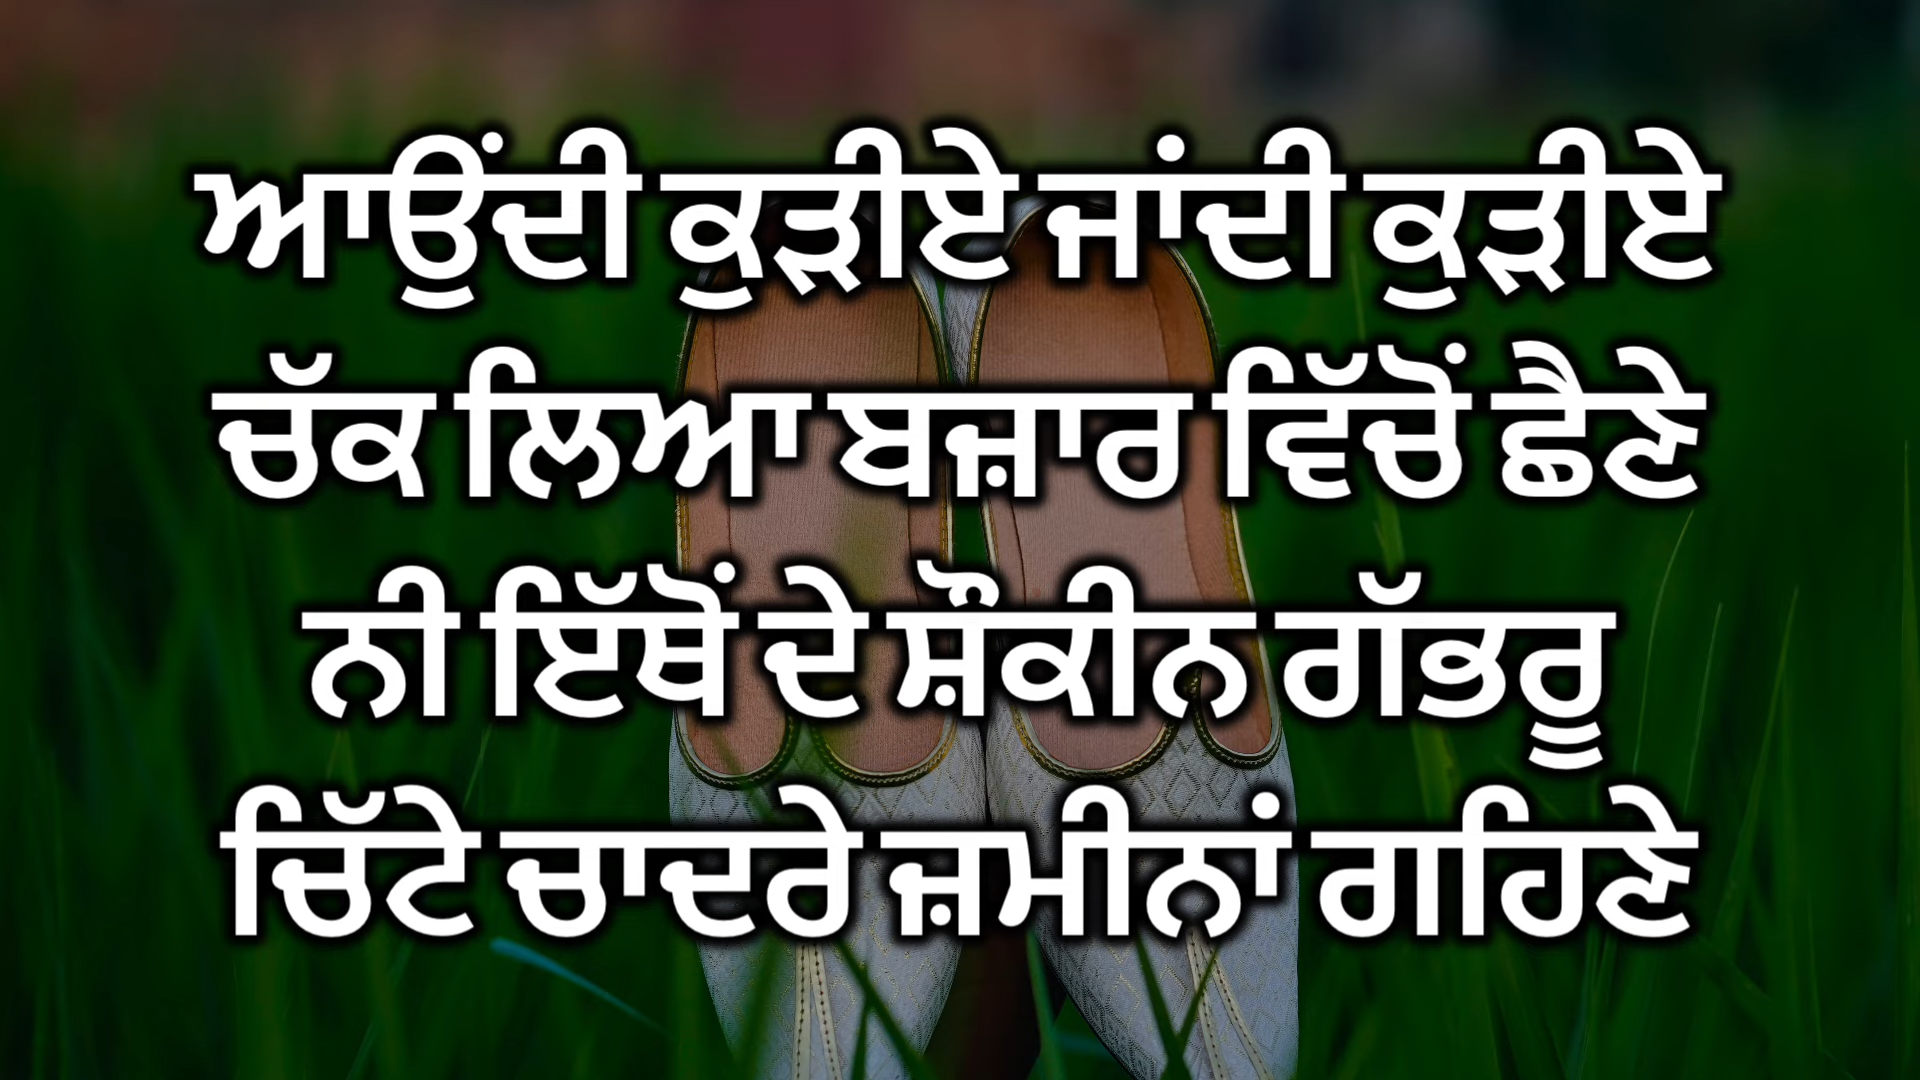 ਆਉਂਦੀ ਕੁੜੀਏ ਜਾਂਦੀ ਕੁੜੀਏ
ਚੱਕ ਲਿਆ ਬਜ਼ਾਰ ਵਿੱਚੋਂ ਛੈਣੇ
ਨੀ ਇੱਥੋਂ ਦੇ ਸ਼ੌਕੀਨ ਗੱਭਰੂ
ਚਿੱਟੇ ਚਾਦਰੇ ਜ਼ਮੀਨਾਂ ਗਹਿਣੇ